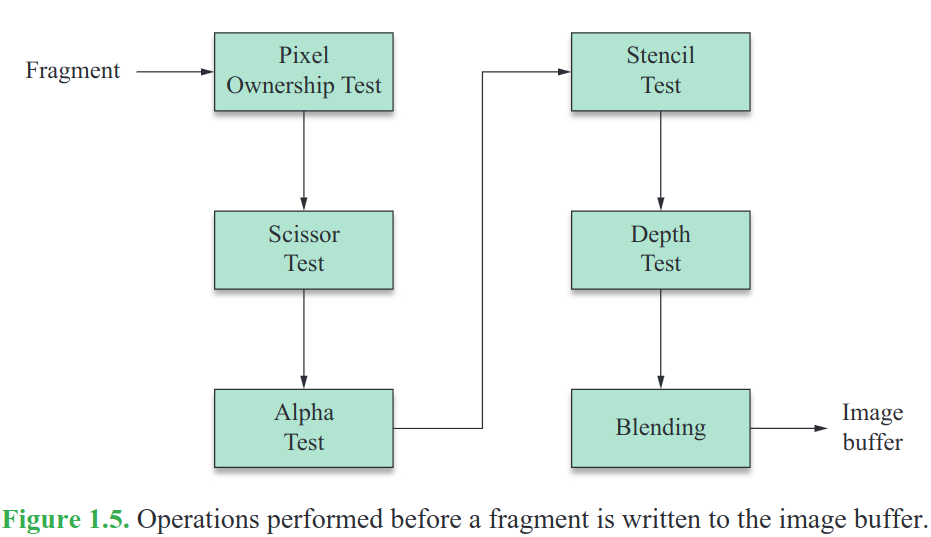 Fragment
Pixel
Ownership Test
Scissor
Test
Alpha
Test
Stencil
Test
Depth
Test
Blending
Image
buffer
Figure 1.5. Operations performed before a fragment is written to the image buffer.